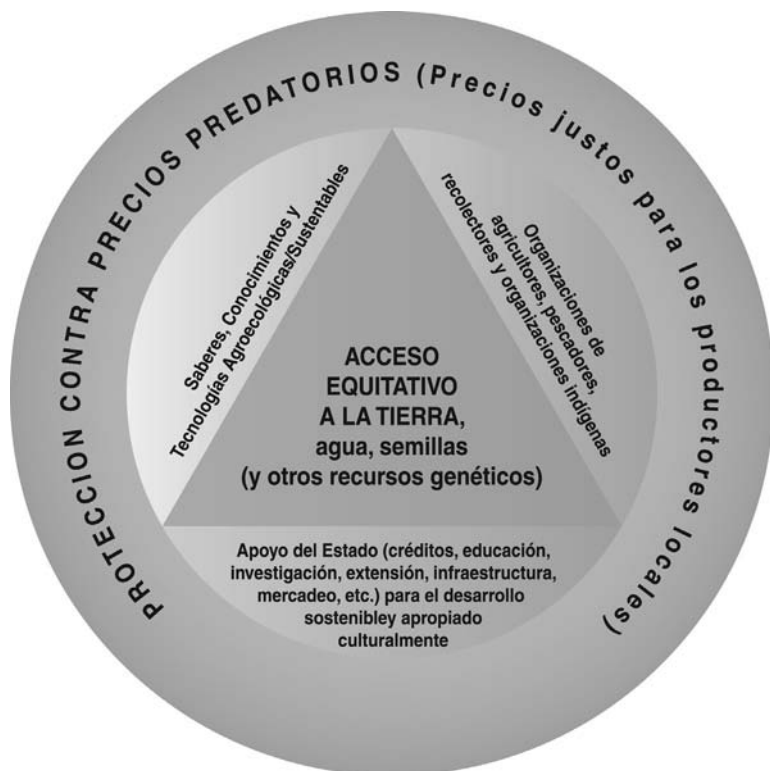 PROTECCION CONTRA PRECIOS PREDATORIOS (Precios justos para los productores locales)
Saberes, Conocimientos y
Tecnologías Agroecológicas/Sustentables
Organizaciones de
agricultores, pescadores,
recolectores y organizaciones indígenas
ACCESO
EQUITATIVO
A LA TIERRA,
agua, semillas
(y otros recursos genéticos)
Apoyo del Estado (créditos, educación,
investigación, extensión, infraestructura,
mercadeo, etc.) para el desarrollo
sostenibley apropiado
culturalmente